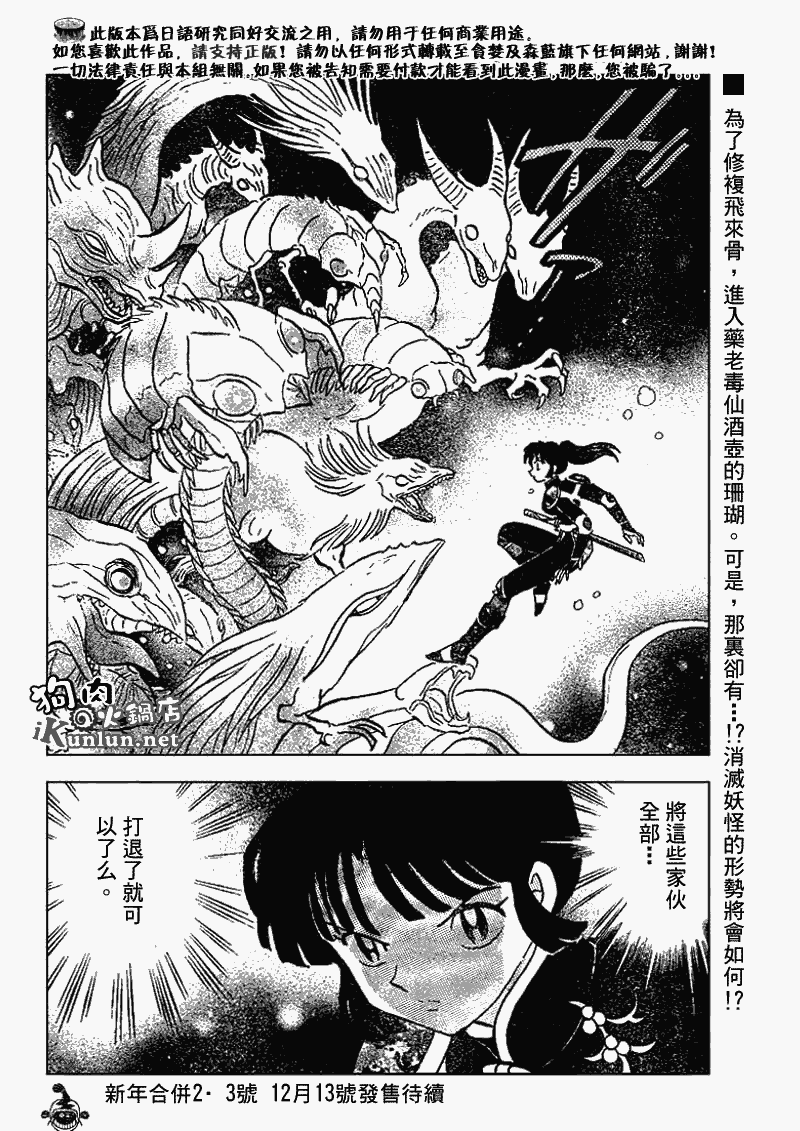 此版本爲日語研究同好交流之用，請勿用于任何商業用途。
如您喜歡此作品，請支持正版！請勿以任何形式轉載至貪婪及森藍旗下任何網站，謝謝！
一切法律責任與本組無關。如果您被告知需要付款才能看到此漫畫，那麼，您被騙了...
■為了修複飛來骨，進入藥老毒仙酒壺的珊瑚。可是，那裏卻有…!?消滅妖怪的形勢將會如何!?
ガガ
狗肉
火鍋店
iKunlun.net
將這些家伙
全部…
打退了就可
以了么。
新年合併2・3號 12月13號發售待續